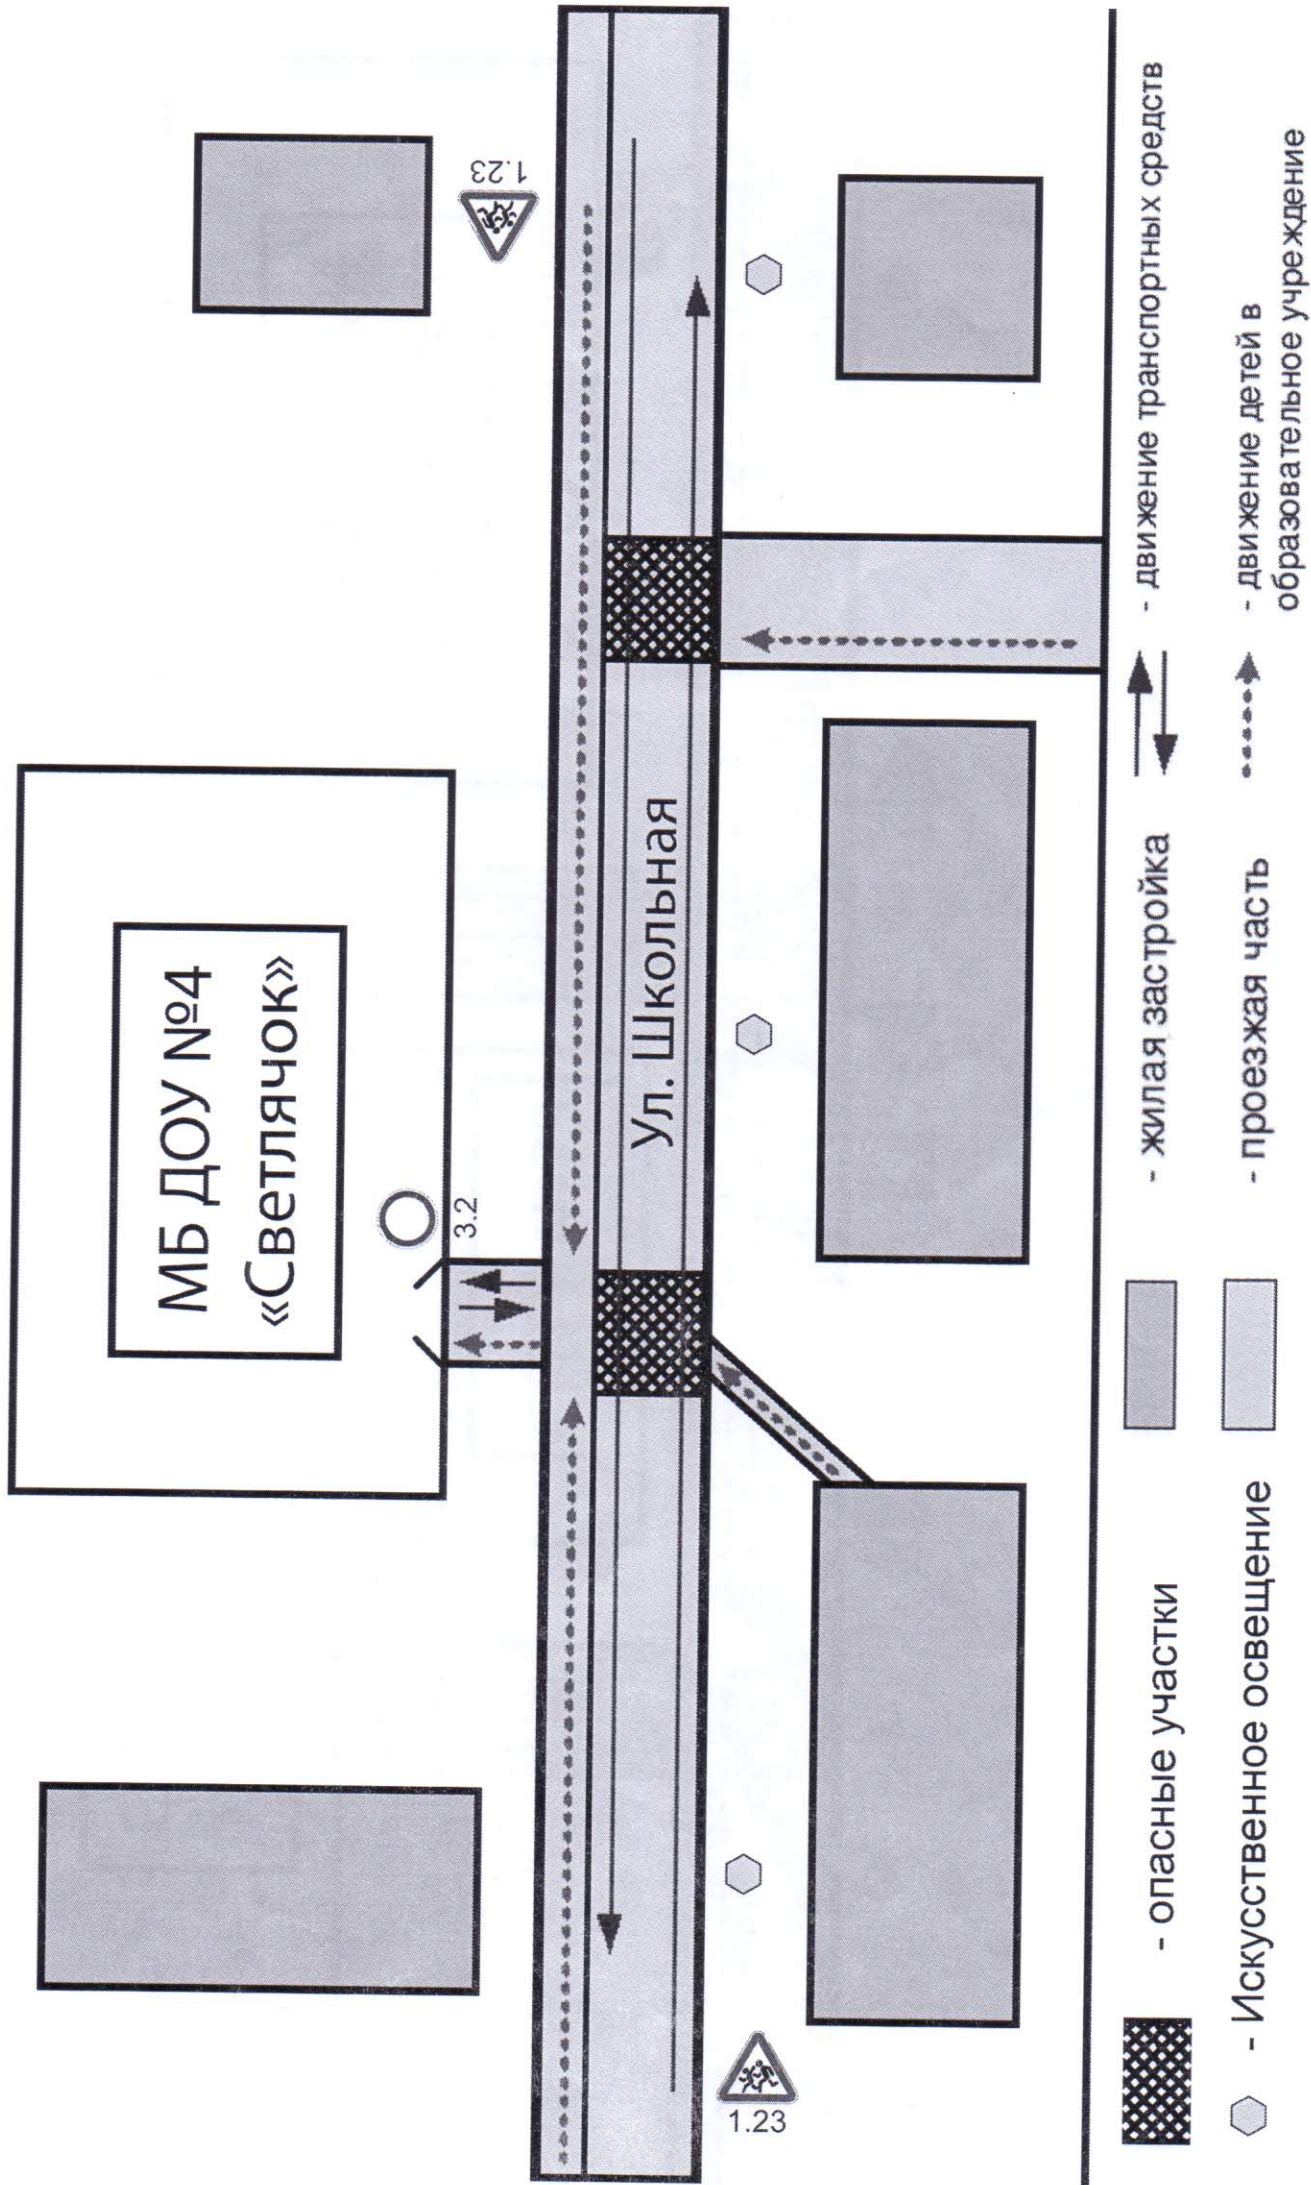 МБ ДОУ №4
«Светлячок»
3.2
1.23
Ул. Школьная
1.23
- опасные участки
- жилая застройка
- движение транспортных средств
- Искусственное освещение
- проезжая часть
- движение детей в
образовательное учреждение